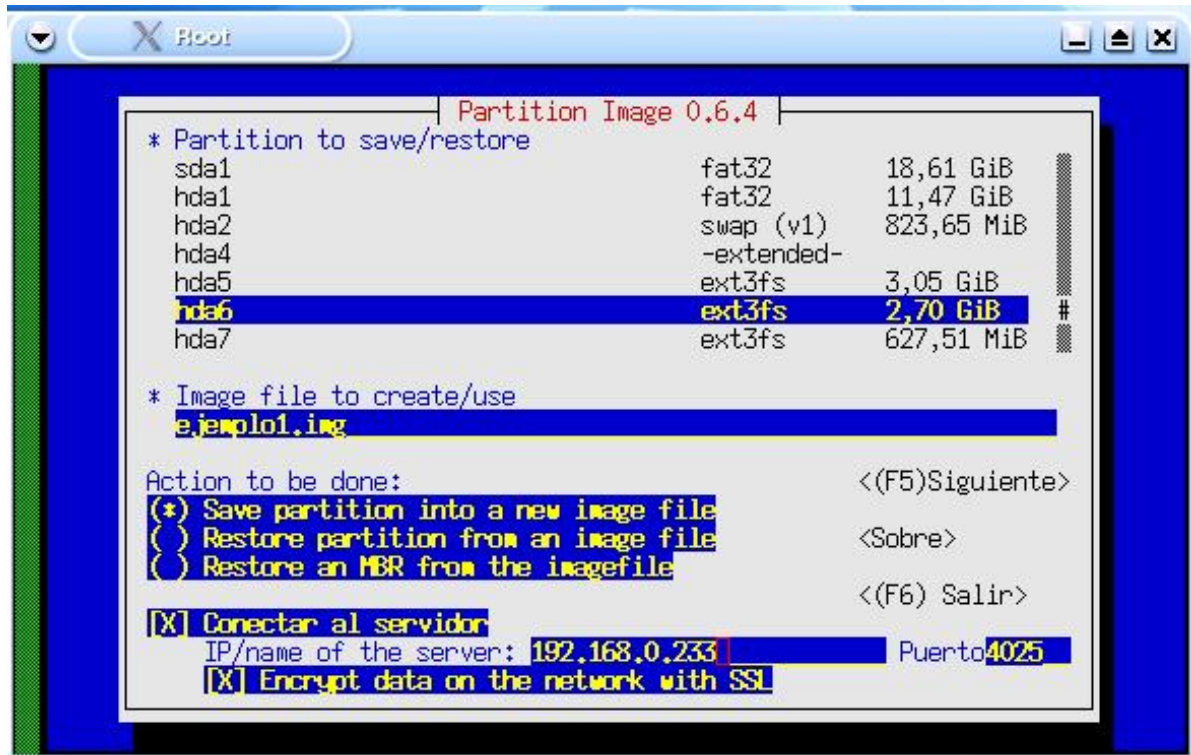 Root
Partition Image 0.6.4
* Partition to save/restore
sda1 fat32 18,61 GiB
hda1 fat32 11,47 GiB
hda2 swap (v1) 823,65 MiB
hda4 -extended-
hda5 ext3fs 3,05 GiB
hda6 ext3fs 2,70 GiB #
hda7 ext3fs 627,51 MiB
* Image file to create/use
ejemplo1.img
Action to be done: <(F5)Siguiente>
(*) Save partition into a new image file
( ) Restore partition from an image file <Sobre>
( ) Restore an MBR from the imagefile
<(F6) Salir>
[X] Conectar al servidor
IP/name of the server: 192.168.0.233 Puerto4025
[X] Encrypt data on the network with SSL